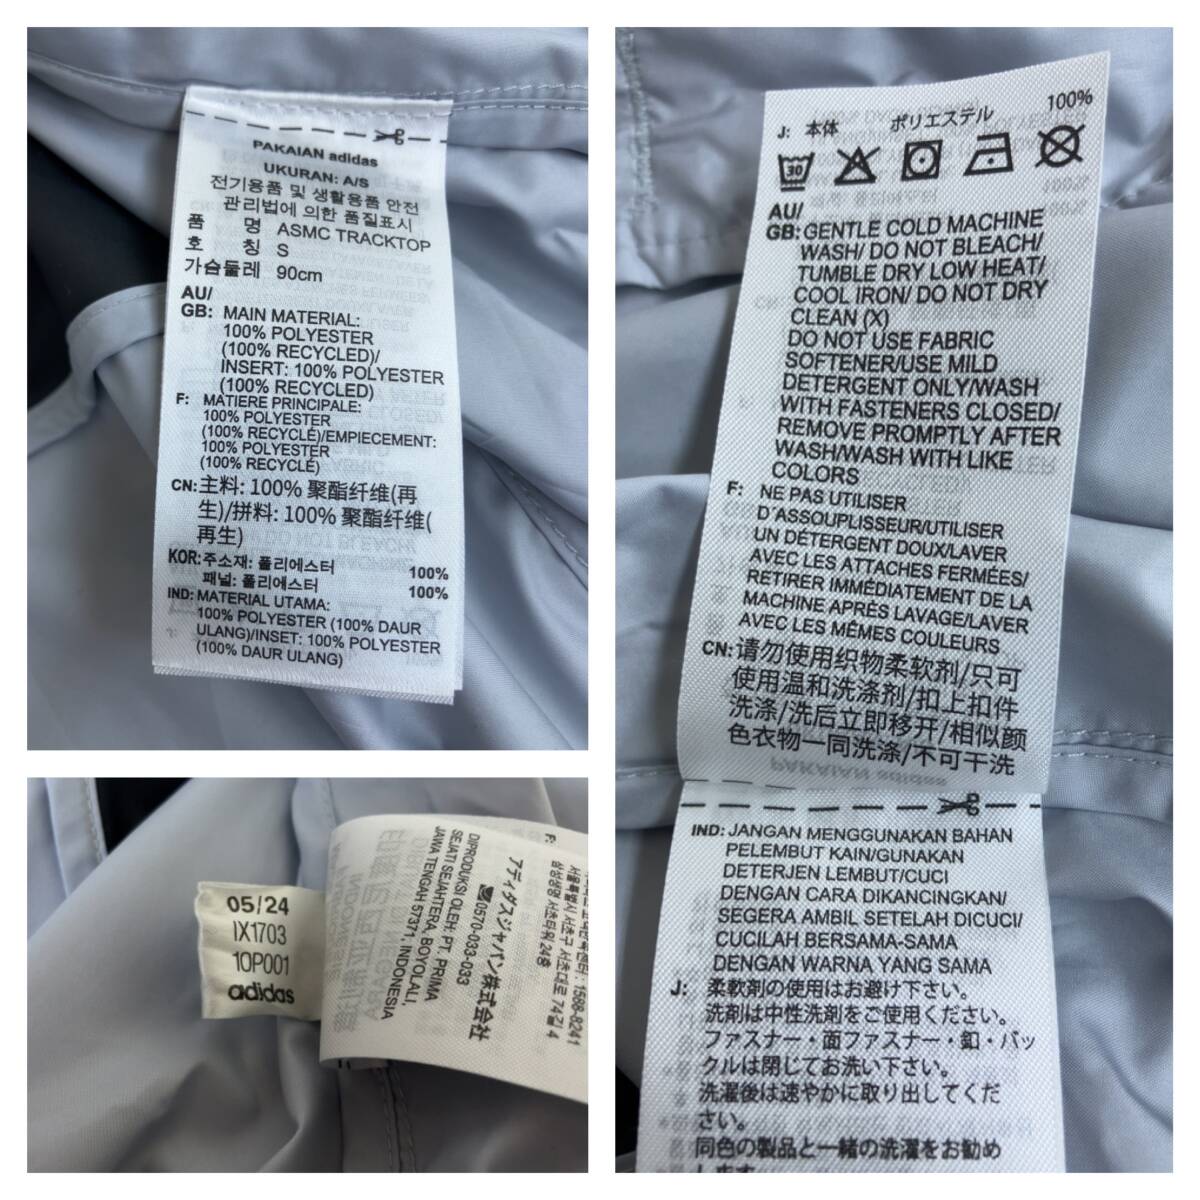 PAKAIAN adidas
UKURAN: A/S
전기용품 및 생활용품 안전
관리법에 의한 품질표시
품 명 ASMC TRACKTOP
호 칭 S
가슴둘레 90cm
AU/
GB: MAIN MATERIAL:
100% POLYESTER
(100% RECYCLED)/
INSERT: 100% POLYESTER
(100% RECYCLED)
F: MATIERE PRINCIPALE:
100% POLYESTER
(100% RECYCLÉ)/EMPIECEMENT:
100% POLYESTER
(100% RECYCLÉ)
CN: 主料: 100% 聚酯纤维(再
生)/拼料: 100% 聚酯纤维(
再生)
KOR: 주소재: 폴리에스터 100%
패널: 폴리에스터 100%
IND: MATERIAL UTAMA:
100% POLYESTER (100% DAUR
ULANG)/INSET: 100% POLYESTER
(100% DAUR ULANG)
05/24
IX1703
10P001
adidas
F:
삼성생명 서초타워 24층
アディダスジャパン株式会社
0570-033-033
DIPRODUKSI OLEH: PT. PRIMA
SEJATI SEJAHTERA, BOYOLALI,
JAWA TENGAH 57371, INDONESIA
J: 本体 ポリエステル 100%
30
AU/
GB: GENTLE COLD MACHINE
WASH/ DO NOT BLEACH/
TUMBLE DRY LOW HEAT/
COOL IRON/ DO NOT DRY
CLEAN (X)
DO NOT USE FABRIC
SOFTENER/USE MILD
DETERGENT ONLY/WASH
WITH FASTENERS CLOSED/
REMOVE PROMPTLY AFTER
WASH/WASH WITH LIKE
COLORS
F: NE PAS UTILISER
D'ASSOUPLISSEUR/UTILISER
UN DÉTERGENT DOUX/LAVER
AVEC LES ATTACHES FERMÉES/
RETIRER IMMÉDIATEMENT DE LA
MACHINE APRÈS LAVAGE/LAVER
AVEC LES MÊMES COULEURS
CN: 请勿使用织物柔软剂/只可
使用温和洗涤剂/扣上扣件
洗涤/洗后立即移开/相似颜
色衣物一同洗涤/不可干洗
IND: JANGAN MENGGUNAKAN BAHAN
PELEMBUT KAIN/GUNAKAN
DETERJEN LEMBUT/CUCI
DENGAN CARA DIKANCINGKAN/
SEGERA AMBIL SETELAH DICUCI/
CUCILAH BERSAMA-SAMA
DENGAN WARNA YANG SAMA
J: 柔軟剤の使用はお避け下さい。
洗剤は中性洗剤をご使用ください。
ファスナー・面ファスナー・釦・バッ
クルは閉じてお洗い下さい。
洗濯後は速やかに取り出してくだ
さい。
同色の製品と一緒の洗濯をお勧め
します。